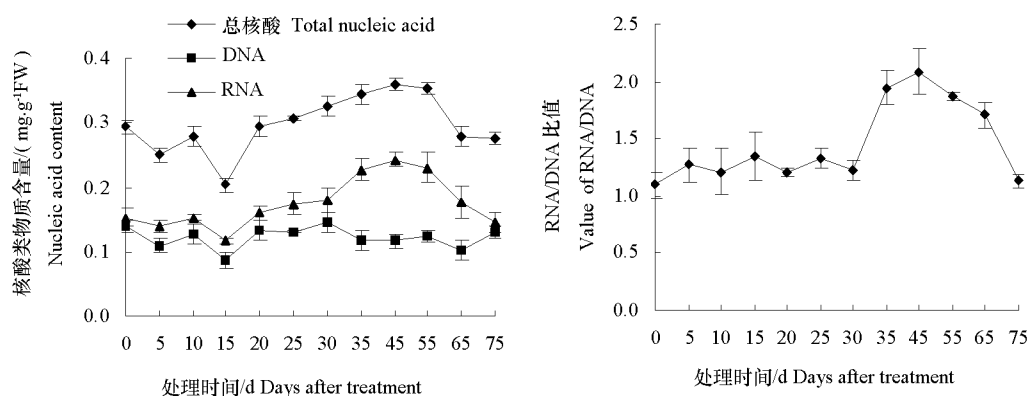 总核酸 Total nucleic acid
DNA
RNA
核酸类物质含量/( mg·g⁻¹FW )
Nucleic acid content
0.4
0.3
0.2
0.1
0.0
0 5 10 15 20 25 30 35 45 55 65 75
处理时间/d Days after treatment
RNA/DNA 比值
Value of RNA/DNA
2.5
2.0
1.5
1.0
0.5
0.0
0 5 10 15 20 25 30 35 45 55 65 75
处理时间/d Days after treatment